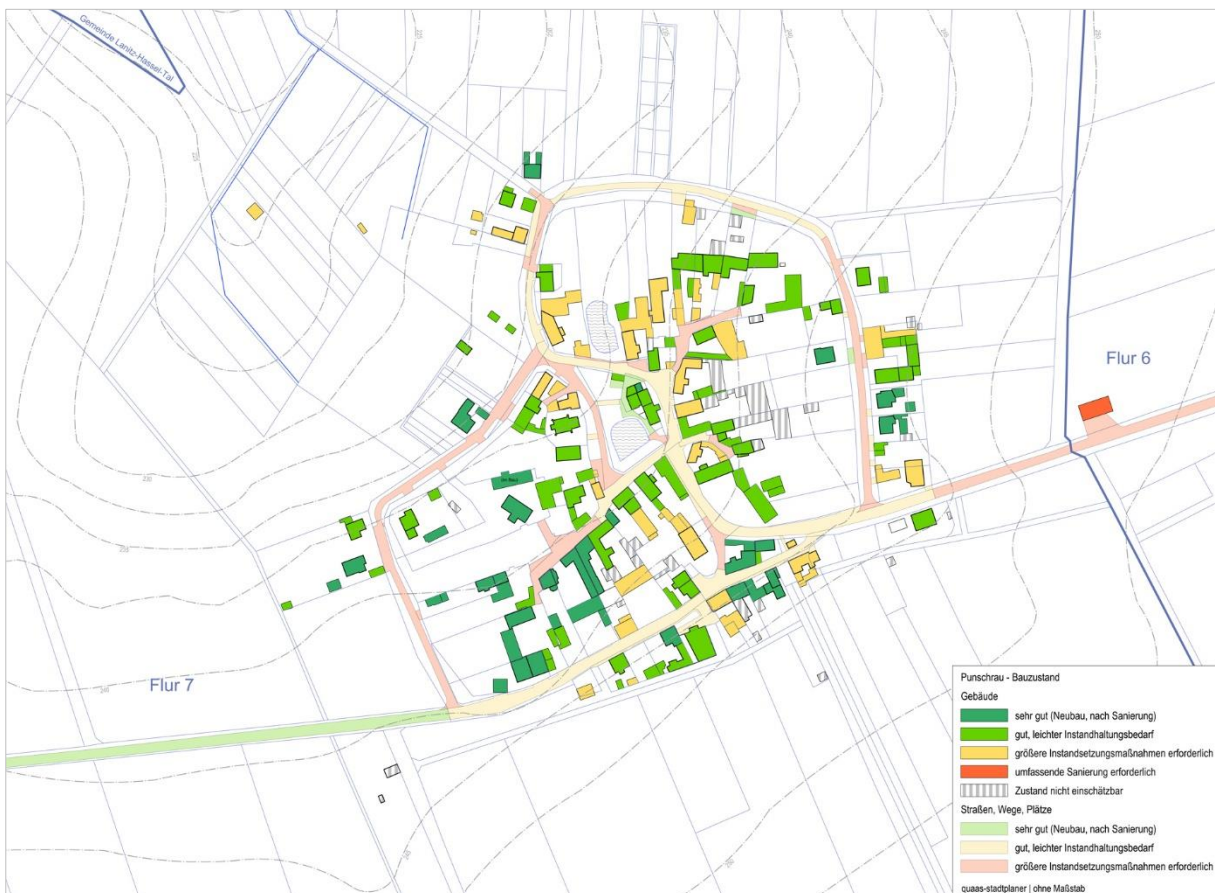 Gemeinde Lanitz-Hassel-Tal
Flur 6
im Bau
Flur 7
Punschrau - Bauzustand
Gebäude
sehr gut (Neubau, nach Sanierung)
gut, leichter Instandhaltungsbedarf
größere Instandsetzungsmaßnahmen erforderlich
umfassende Sanierung erforderlich
Zustand nicht einschätzbar
Straßen, Wege, Plätze
sehr gut (Neubau, nach Sanierung)
gut, leichter Instandhaltungsbedarf
größere Instandsetzungsmaßnahmen erforderlich
quaas-stadtplaner | ohne Maßstab